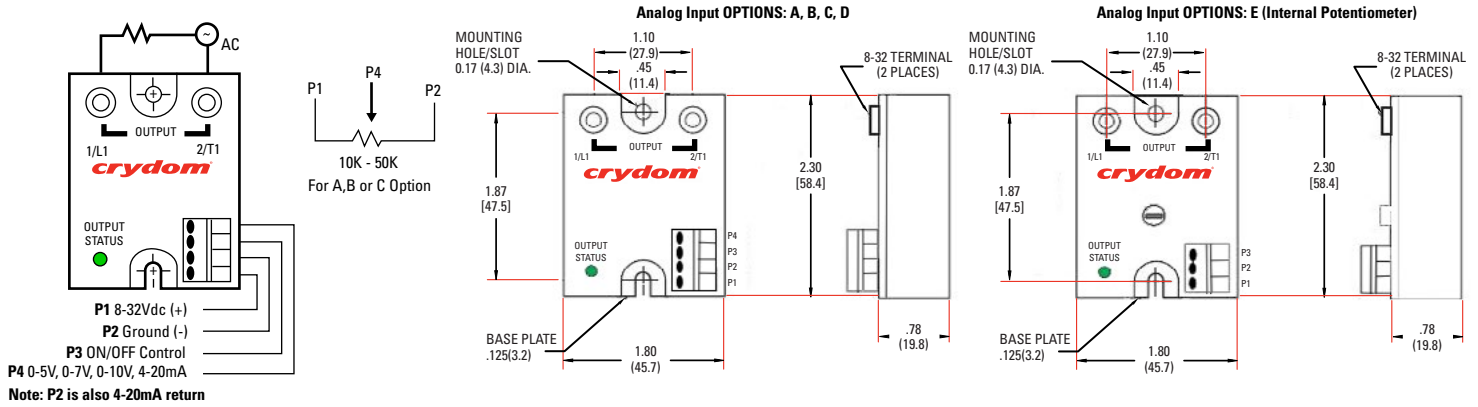 AC
OUTPUT
1/L1
2/T1
crydom
OUTPUT
STATUS
P1 8-32Vdc (+)
P2 Ground (-)
P3 ON/OFF Control
P4 0-5V, 0-7V, 0-10V, 4-20mA
Note: P2 is also 4-20mA return
P4
P1
P2
10K - 50K
For A,B or C Option
Analog Input OPTIONS: A, B, C, D
MOUNTING
HOLE/SLOT
0.17 (4.3) DIA.
1.10
(27.9)
.45
(11.4)
8-32 TERMINAL
(2 PLACES)
OUTPUT
1/L1
2/T1
crydom
1.87
[47.5]
2.30
[58.4]
OUTPUT
STATUS
P4
P3
P2
P1
BASE PLATE
.125(3.2)
1.80
(45.7)
.78
(19.8)
Analog Input OPTIONS: E (Internal Potentiometer)
MOUNTING
HOLE/SLOT
0.17 (4.3) DIA.
1.10
(27.9)
.45
(11.4)
8-32 TERMINAL
(2 PLACES)
OUTPUT
1/L1
2/T1
crydom
1.87
[47.5]
2.30
[58.4]
OUTPUT
STATUS
P3
P2
P1
BASE PLATE
.125(3.2)
1.80
(45.7)
.78
(19.8)